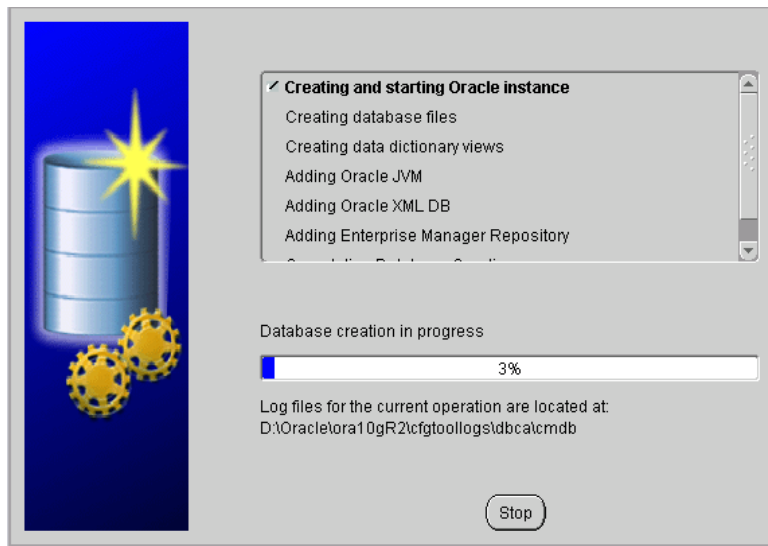 Creating and starting Oracle instance
Creating database files
Creating data dictionary views
Adding Oracle JVM
Adding Oracle XML DB
Adding Enterprise Manager Repository
Database creation in progress
3%
Log files for the current operation are located at:
D:\Oracle\ora10gR2\cfgtoollogs\dbca\cmdb
Stop